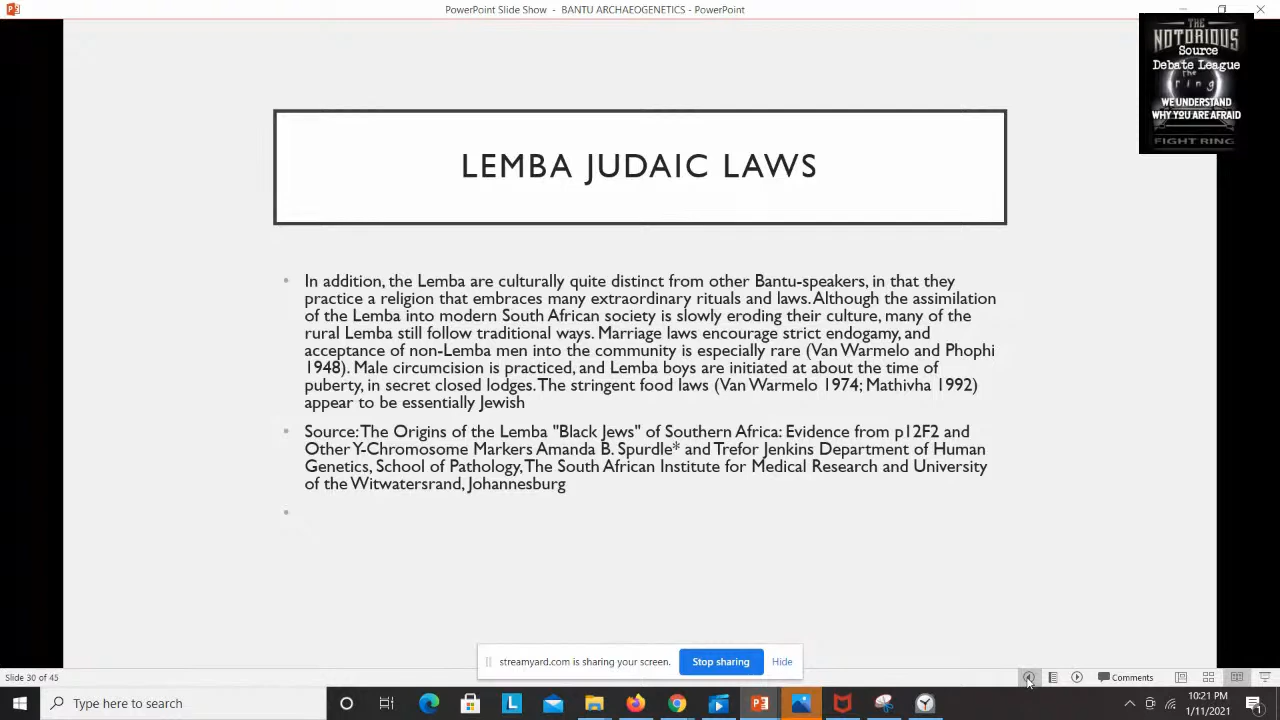 PowerPoint Slide Show - BANTU ARCHAEOGENETICS - PowerPoint
THE
NOTORIOUS
Source
Debate League
The
ring
WE UNDERSTAND
WHY YOU ARE AFRAID
FIGHT RING
LEMBA JUDAIC LAWS
• In addition, the Lemba are culturally quite distinct from other Bantu-speakers, in that they
practice a religion that embraces many extraordinary rituals and laws. Although the assimilation
of the Lemba into modern South African society is slowly eroding their culture, many of the
rural Lemba still follow traditional ways. Marriage laws encourage strict endogamy, and
acceptance of non-Lemba men into the community is especially rare (Van Warmelo and Phophi
1948). Male circumcision is practiced, and Lemba boys are initiated at about the time of
puberty, in secret closed lodges. The stringent food laws (Van Warmelo 1974; Mathivha 1992)
appear to be essentially Jewish
• Source: The Origins of the Lemba "Black Jews" of Southern Africa: Evidence from p12F2 and
Other Y-Chromosome Markers Amanda B. Spurdle* and Trefor Jenkins Department of Human
Genetics, School of Pathology, The South African Institute for Medical Research and University
of the Witwatersrand, Johannesburg
•
streamyard.com is sharing your screen. Stop sharing Hide
Slide 30 of 45
Comments
Type here to search
10:21 PM
1/11/2021